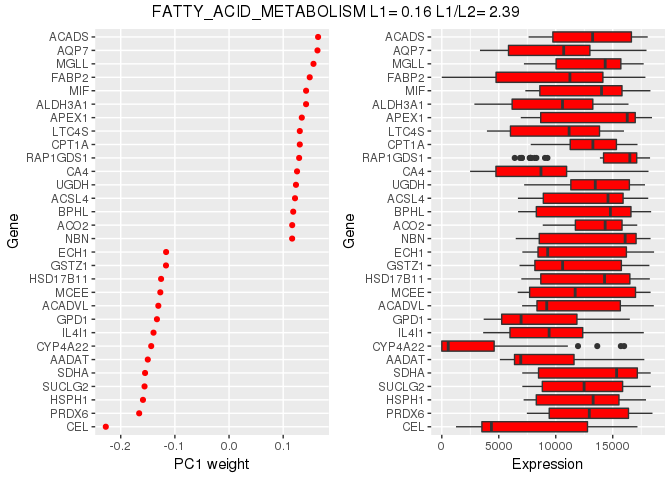 FATTY_ACID_METABOLISM L1= 0.16 L1/L2= 2.39
Gene
ACADS
AQP7
MGLL
FABP2
MIF
ALDH3A1
APEX1
LTC4S
CPT1A
RAP1GDS1
CA4
UGDH
ACSL4
BPHL
ACO2
NBN
ECH1
GSTZ1
HSD17B11
MCEE
ACADVL
GPD1
IL4I1
CYP4A22
AADAT
SDHA
SUCLG2
HSPH1
PRDX6
CEL
-0.2 -0.1 0.0 0.1
PC1 weight
Gene
ACADS
AQP7
MGLL
FABP2
MIF
ALDH3A1
APEX1
LTC4S
CPT1A
RAP1GDS1
CA4
UGDH
ACSL4
BPHL
ACO2
NBN
ECH1
GSTZ1
HSD17B11
MCEE
ACADVL
GPD1
IL4I1
CYP4A22
AADAT
SDHA
SUCLG2
HSPH1
PRDX6
CEL
0 5000 10000 15000
Expression